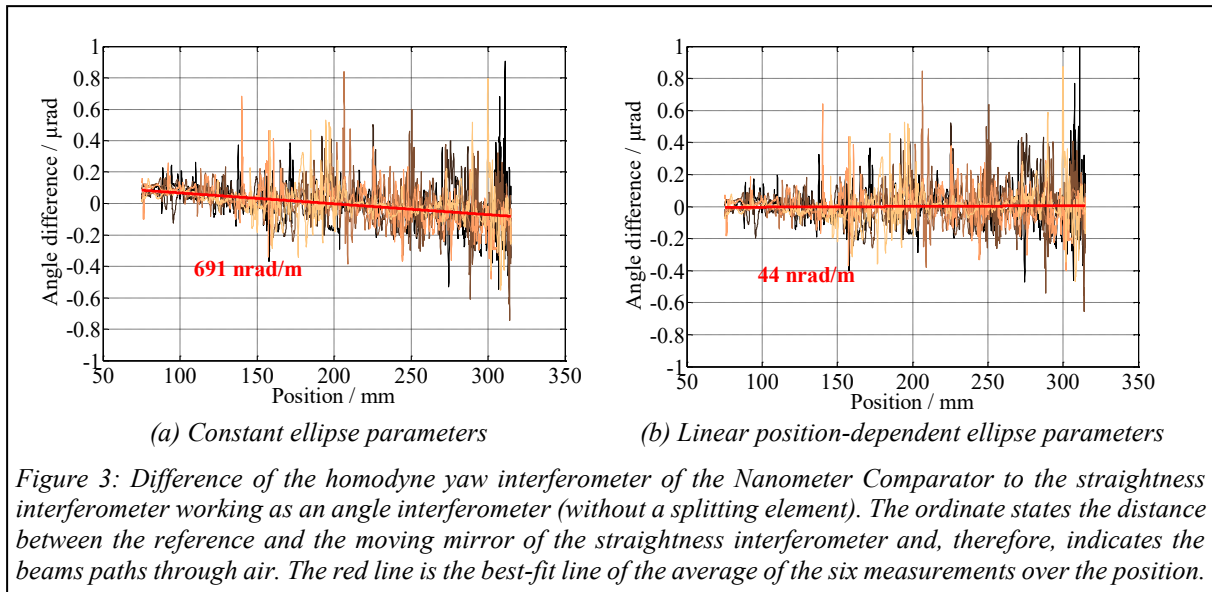 1
0.8
0.6
0.4
0.2
0
-0.2
-0.4
-0.6
-0.8
-1
Angle difference / μrad
691 nrad/m
50 100 150 200 250 300 350
Position / mm
(a) Constant ellipse parameters
1
0.8
0.6
0.4
0.2
0
-0.2
-0.4
-0.6
-0.8
-1
Angle difference / μrad
44 nrad/m
50 100 150 200 250 300 350
Position / mm
(b) Linear position-dependent ellipse parameters
Figure 3: Difference of the homodyne yaw interferometer of the Nanometer Comparator to the straightness
interferometer working as an angle interferometer (without a splitting element). The ordinate states the distance
between the reference and the moving mirror of the straightness interferometer and, therefore, indicates the
beams paths through air. The red line is the best-fit line of the average of the six measurements over the position.